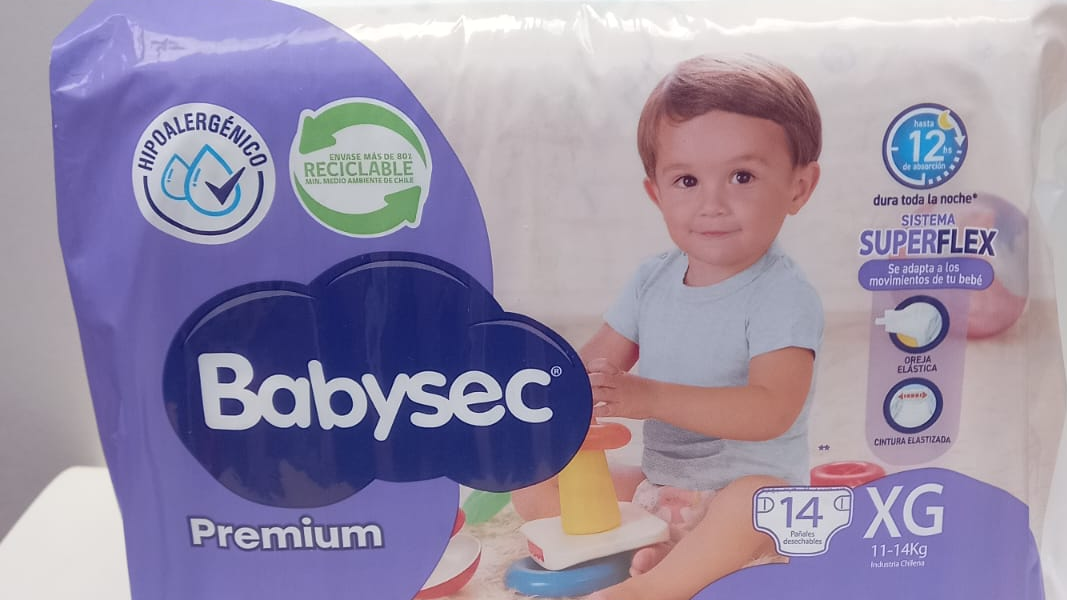 HIPOALERGÉNICO
ENVASE MÁS DE 80%
RECICLABLE
MIN. MEDIO AMBIENTE DE CHILE
Babysec®
Premium
hasta
12 hs
de absorción
dura toda la noche*
SISTEMA
SUPERFLEX
Se adapta a los
movimientos de tu bebé
OREJA
ELÁSTICA
CINTURA ELASTIZADA
**
14
Pañales
desechables
XG
11-14Kg
Industria Chilena